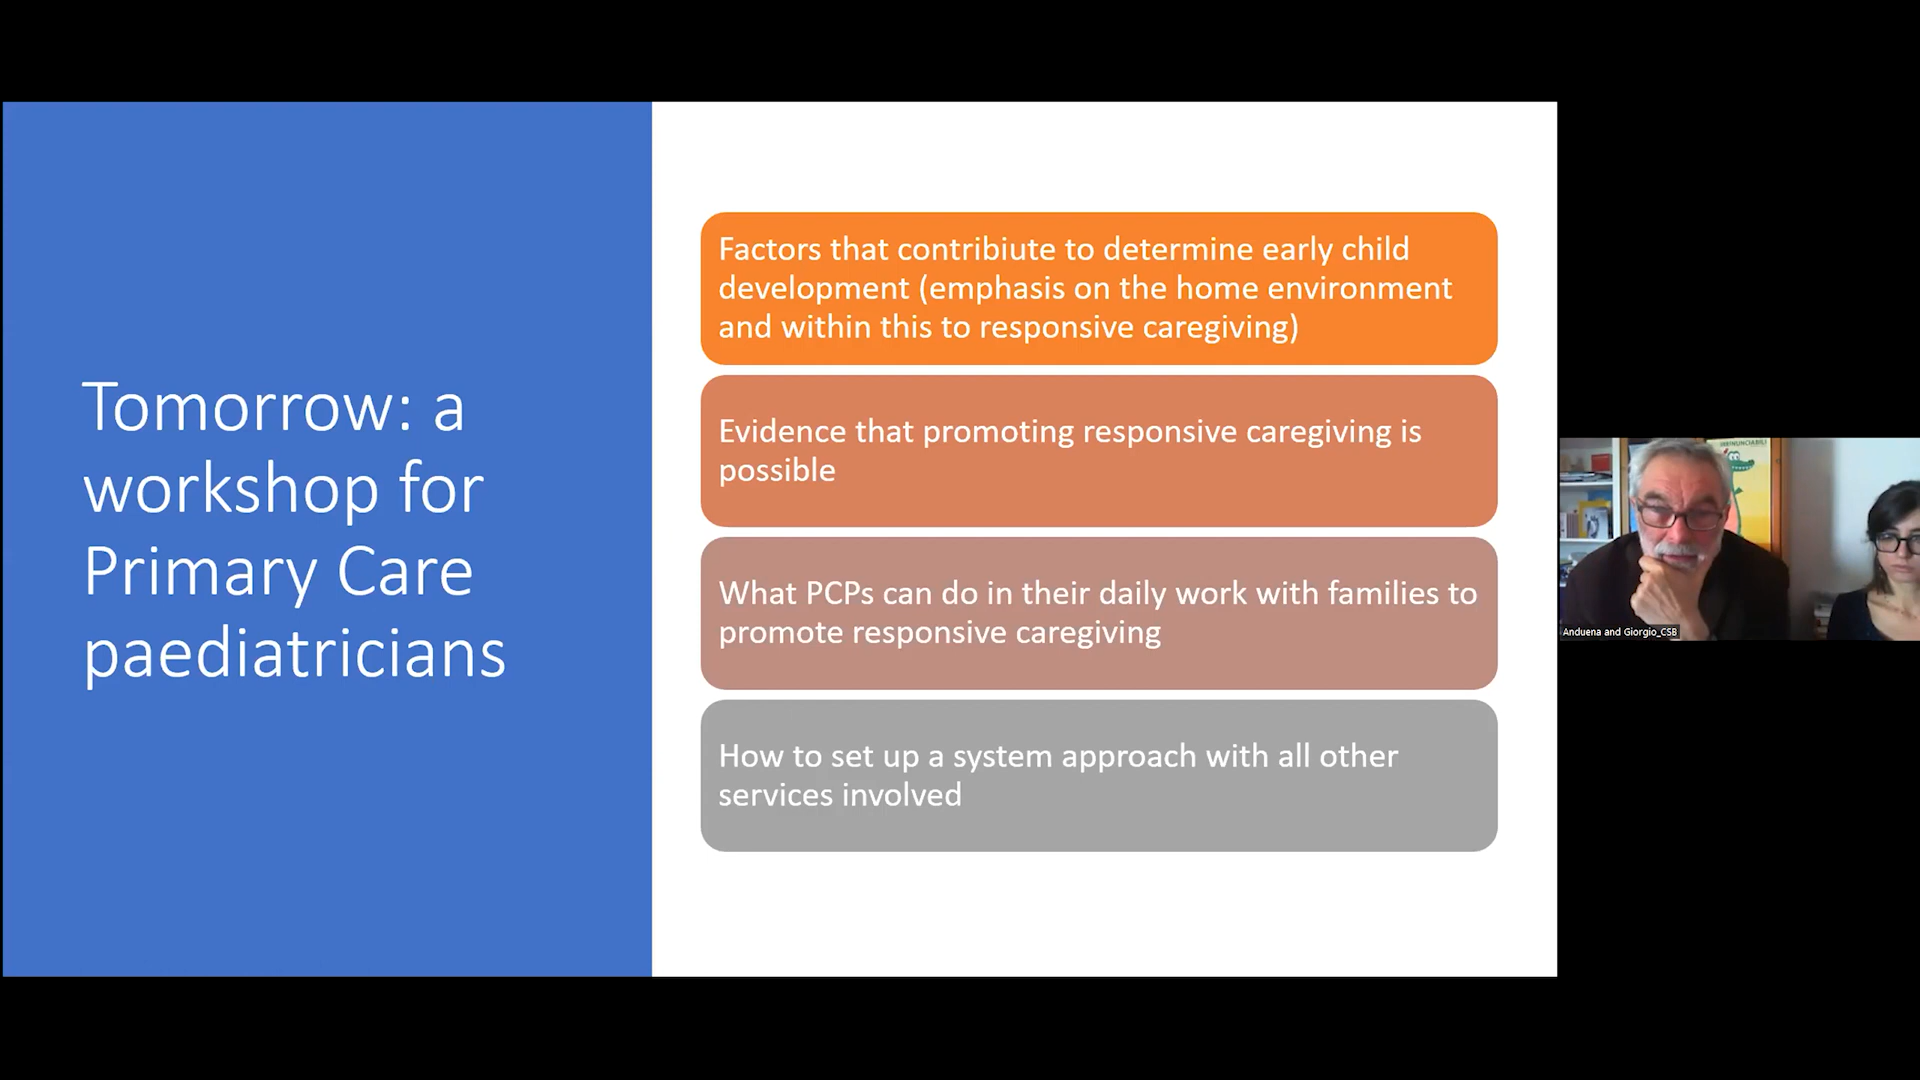 Tomorrow: a
workshop for
Primary Care
paediatricians
Factors that contribiute to determine early child
development (emphasis on the home environment
and within this to responsive caregiving)
Evidence that promoting responsive caregiving is
possible
What PCPs can do in their daily work with families to
promote responsive caregiving
How to set up a system approach with all other
services involved
Anduena and Giorgio_CSB